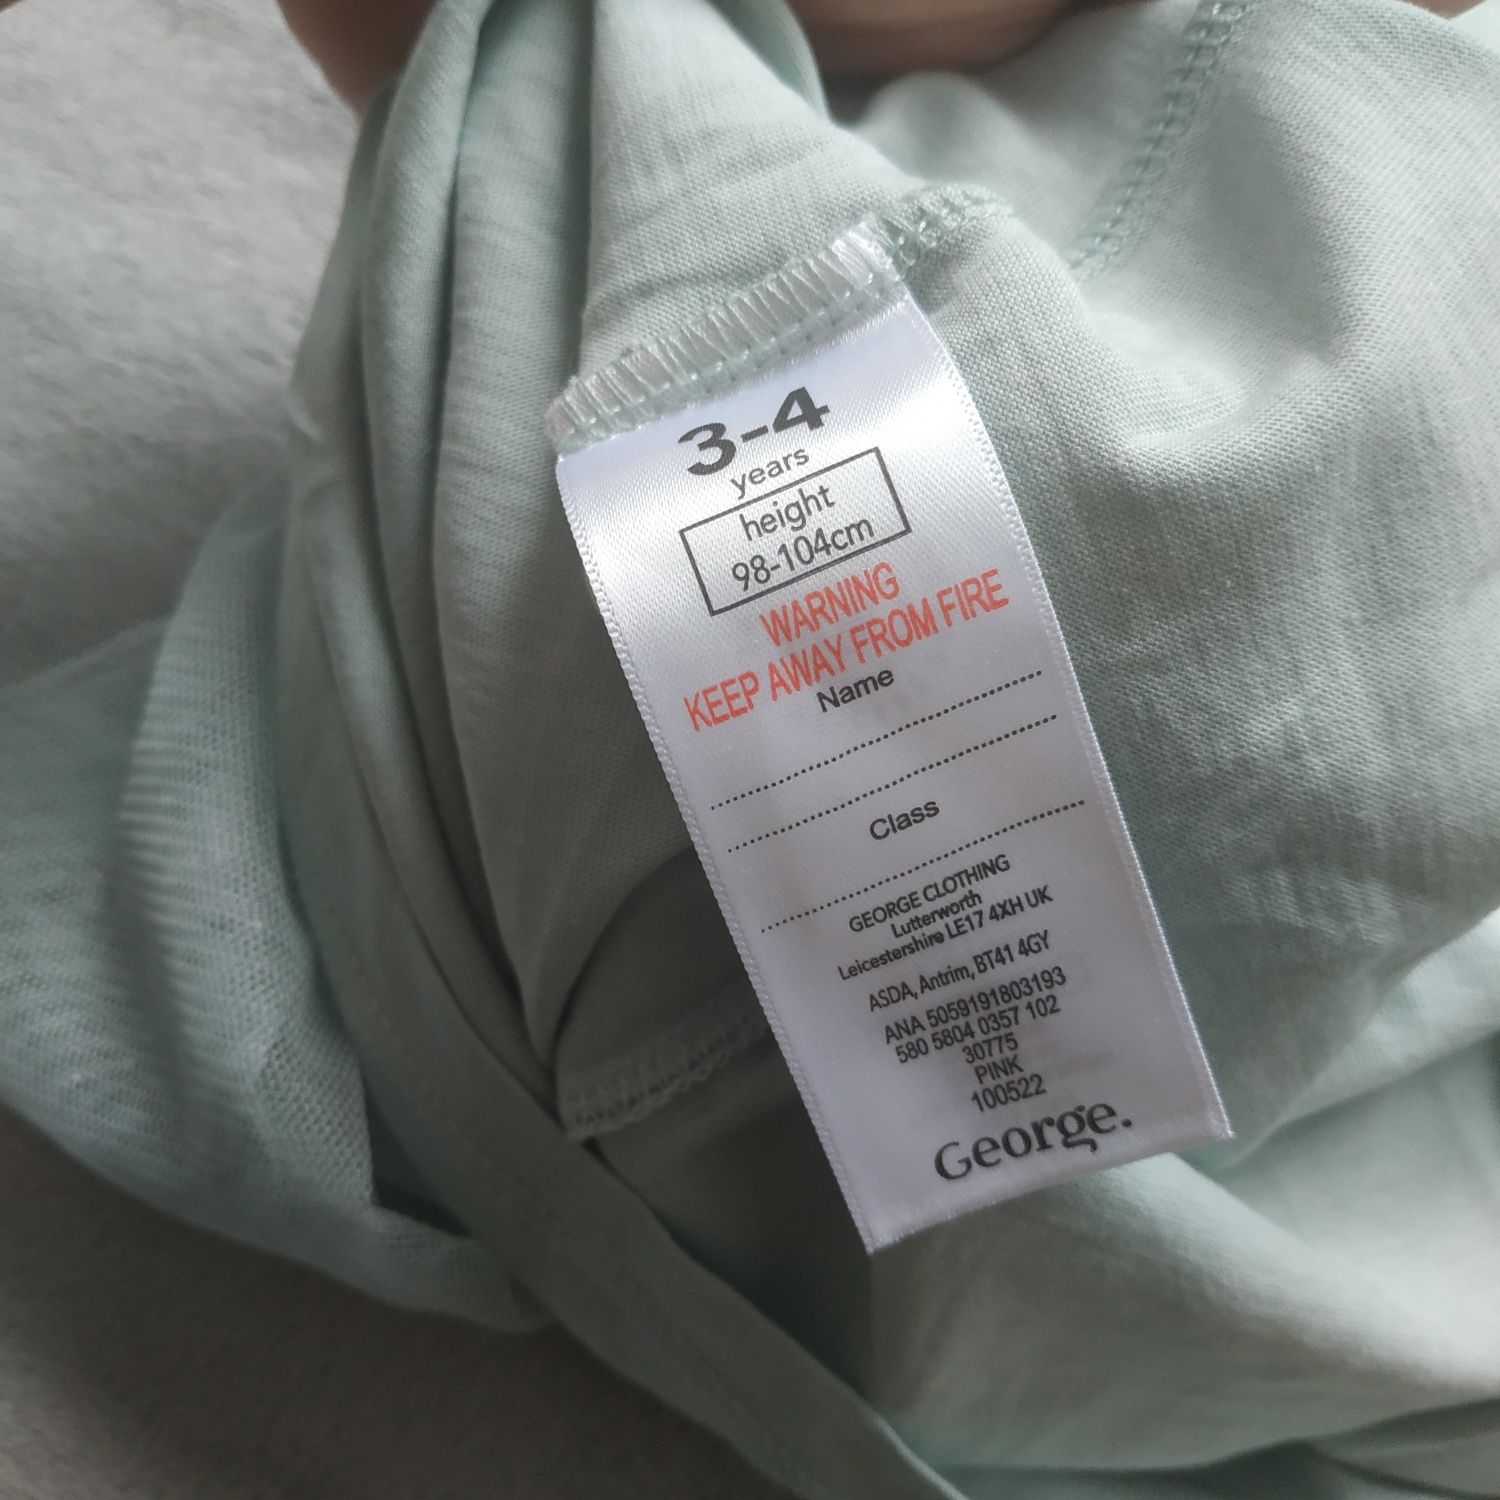 3-4
years
height
98-104cm
WARNING
KEEP AWAY FROM FIRE
Name
Class
GEORGE CLOTHING
Lutterworth
Leicestershire LE17 4XH UK
ASDA, Antrim, BT41 4GY
ANA 5059191803193
580 5804 0357 102
30775
PINK
100522
George.